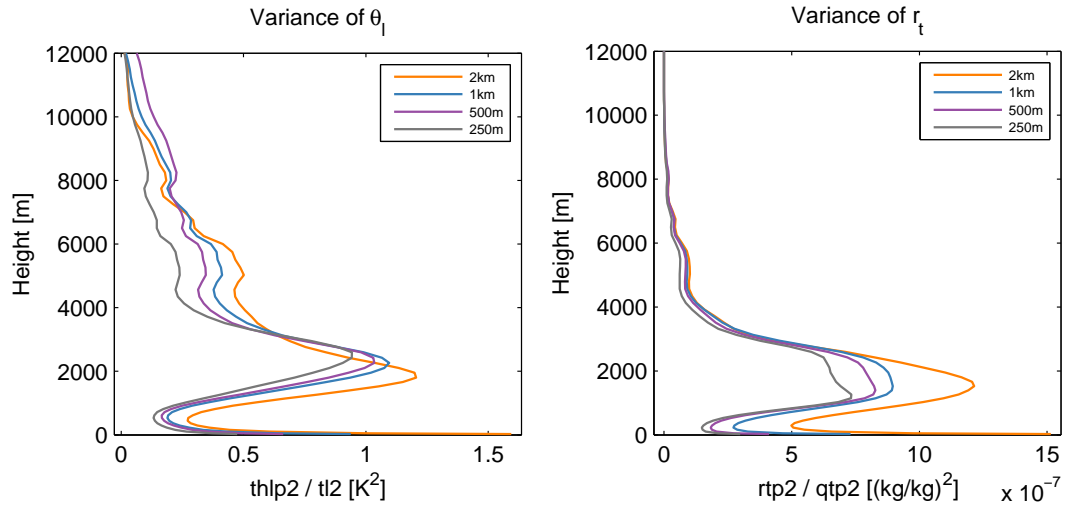 Variance of θ_l
12000
10000
8000
6000
4000
2000
0
Height [m]
2km
1km
500m
250m
0 0.5 1 1.5
thlp2 / tl2 [K²]
Variance of r_t
12000
10000
8000
6000
4000
2000
0
Height [m]
2km
1km
500m
250m
0 5 10 15
rtp2 / qtp2 [(kg/kg)²]
x 10⁻⁷